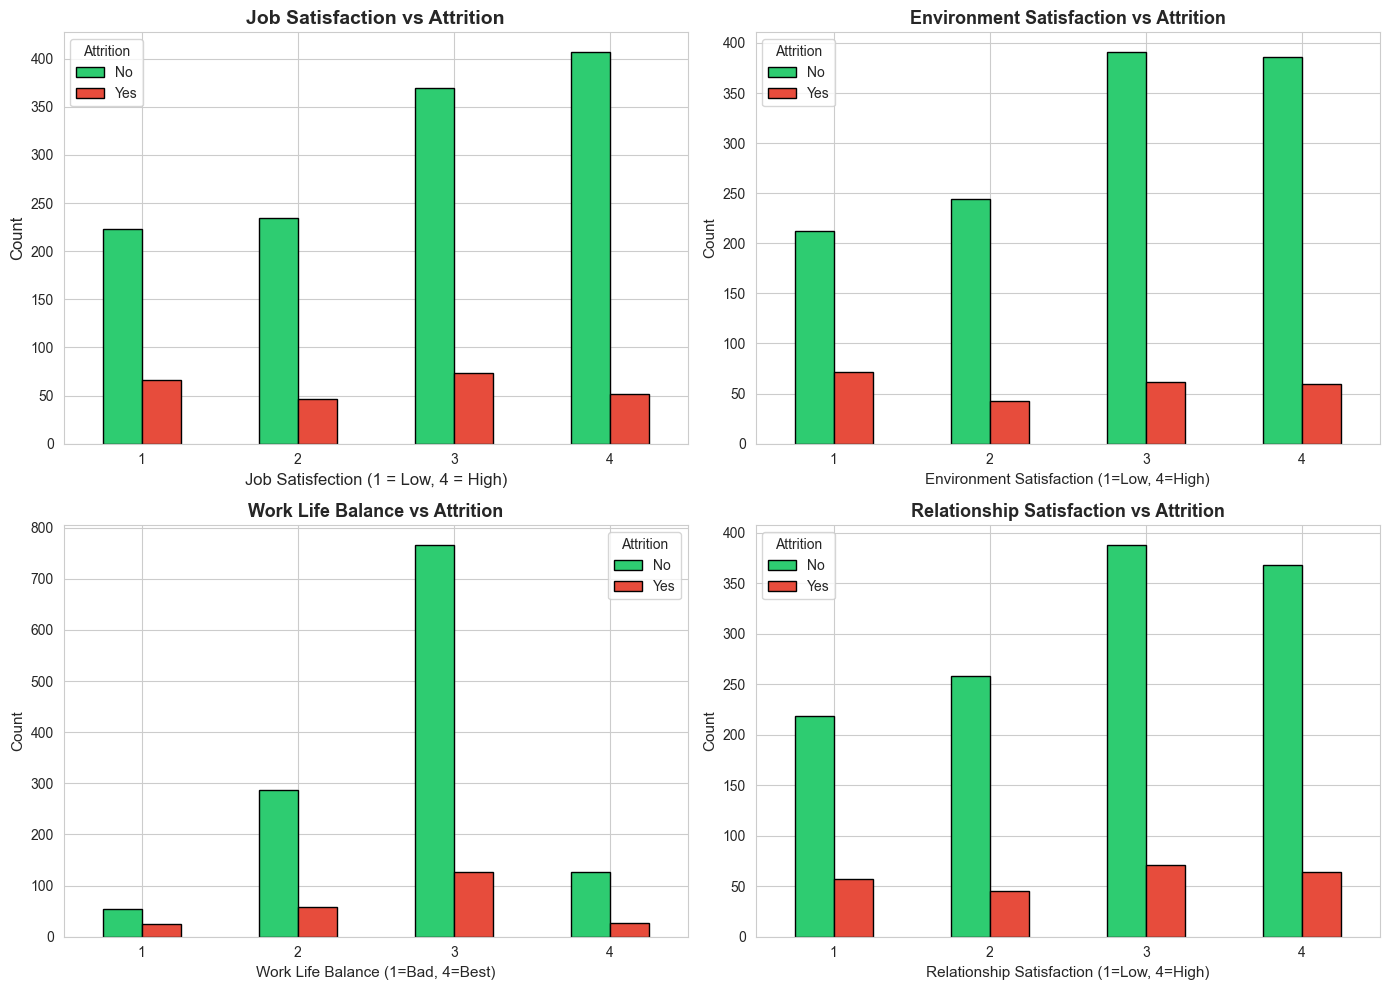 Job Satisfaction vs Attrition
Attrition
No
Yes
400
350
300
250
200
150
100
50
0
Count
1 2 3 4
Job Satisfection (1 = Low, 4 = High)
Environment Satisfaction vs Attrition
Attrition
No
Yes
400
350
300
250
200
150
100
50
0
Count
1 2 3 4
Environment Satisfaction (1=Low, 4=High)
Work Life Balance vs Attrition
Attrition
No
Yes
800
700
600
500
400
300
200
100
0
Count
1 2 3 4
Work Life Balance (1=Bad, 4=Best)
Relationship Satisfaction vs Attrition
Attrition
No
Yes
400
350
300
250
200
150
100
50
0
Count
1 2 3 4
Relationship Satisfaction (1=Low, 4=High)